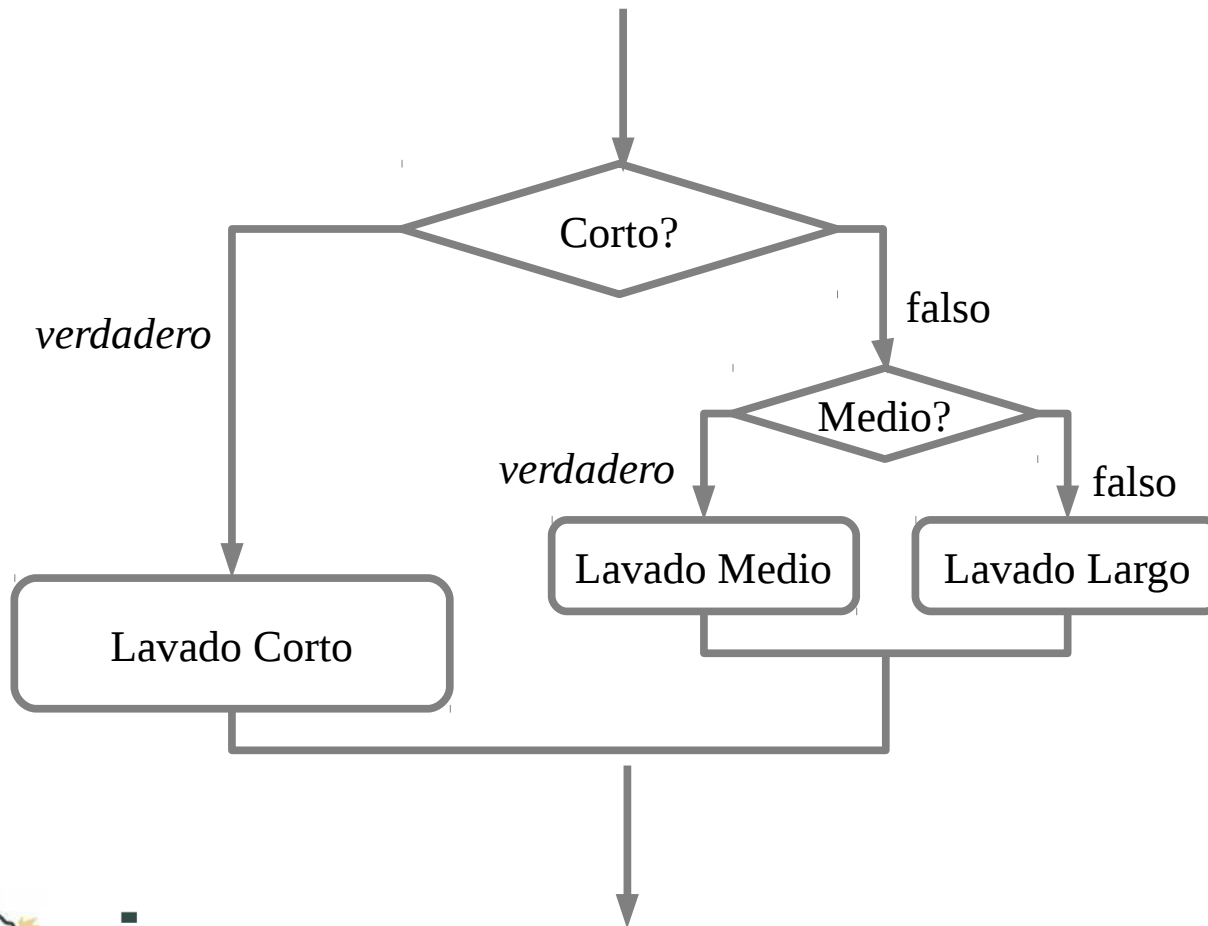 Corto?
falso
verdadero
Medio?
verdadero
falso
Lavado Medio
Lavado Largo
Lavado Corto